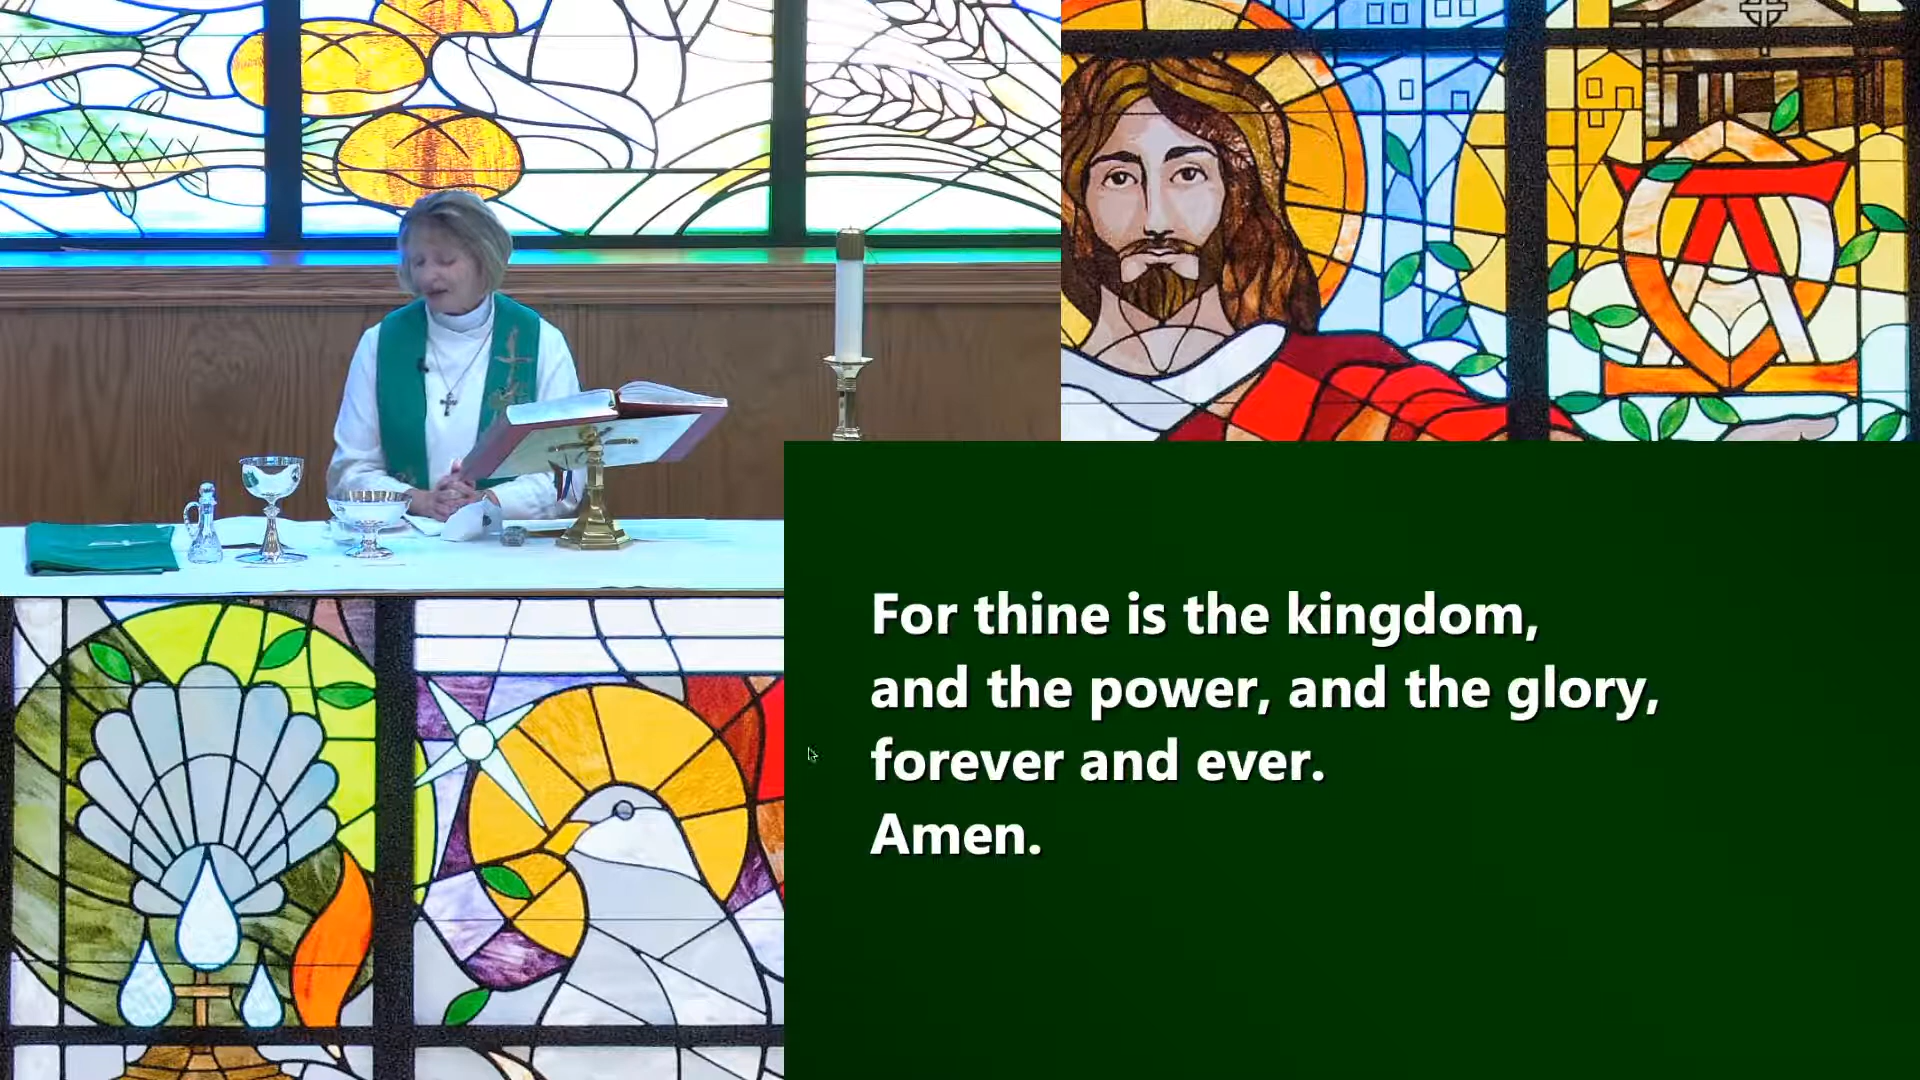 For thine is the kingdom,
and the power, and the glory,
forever and ever.
Amen.